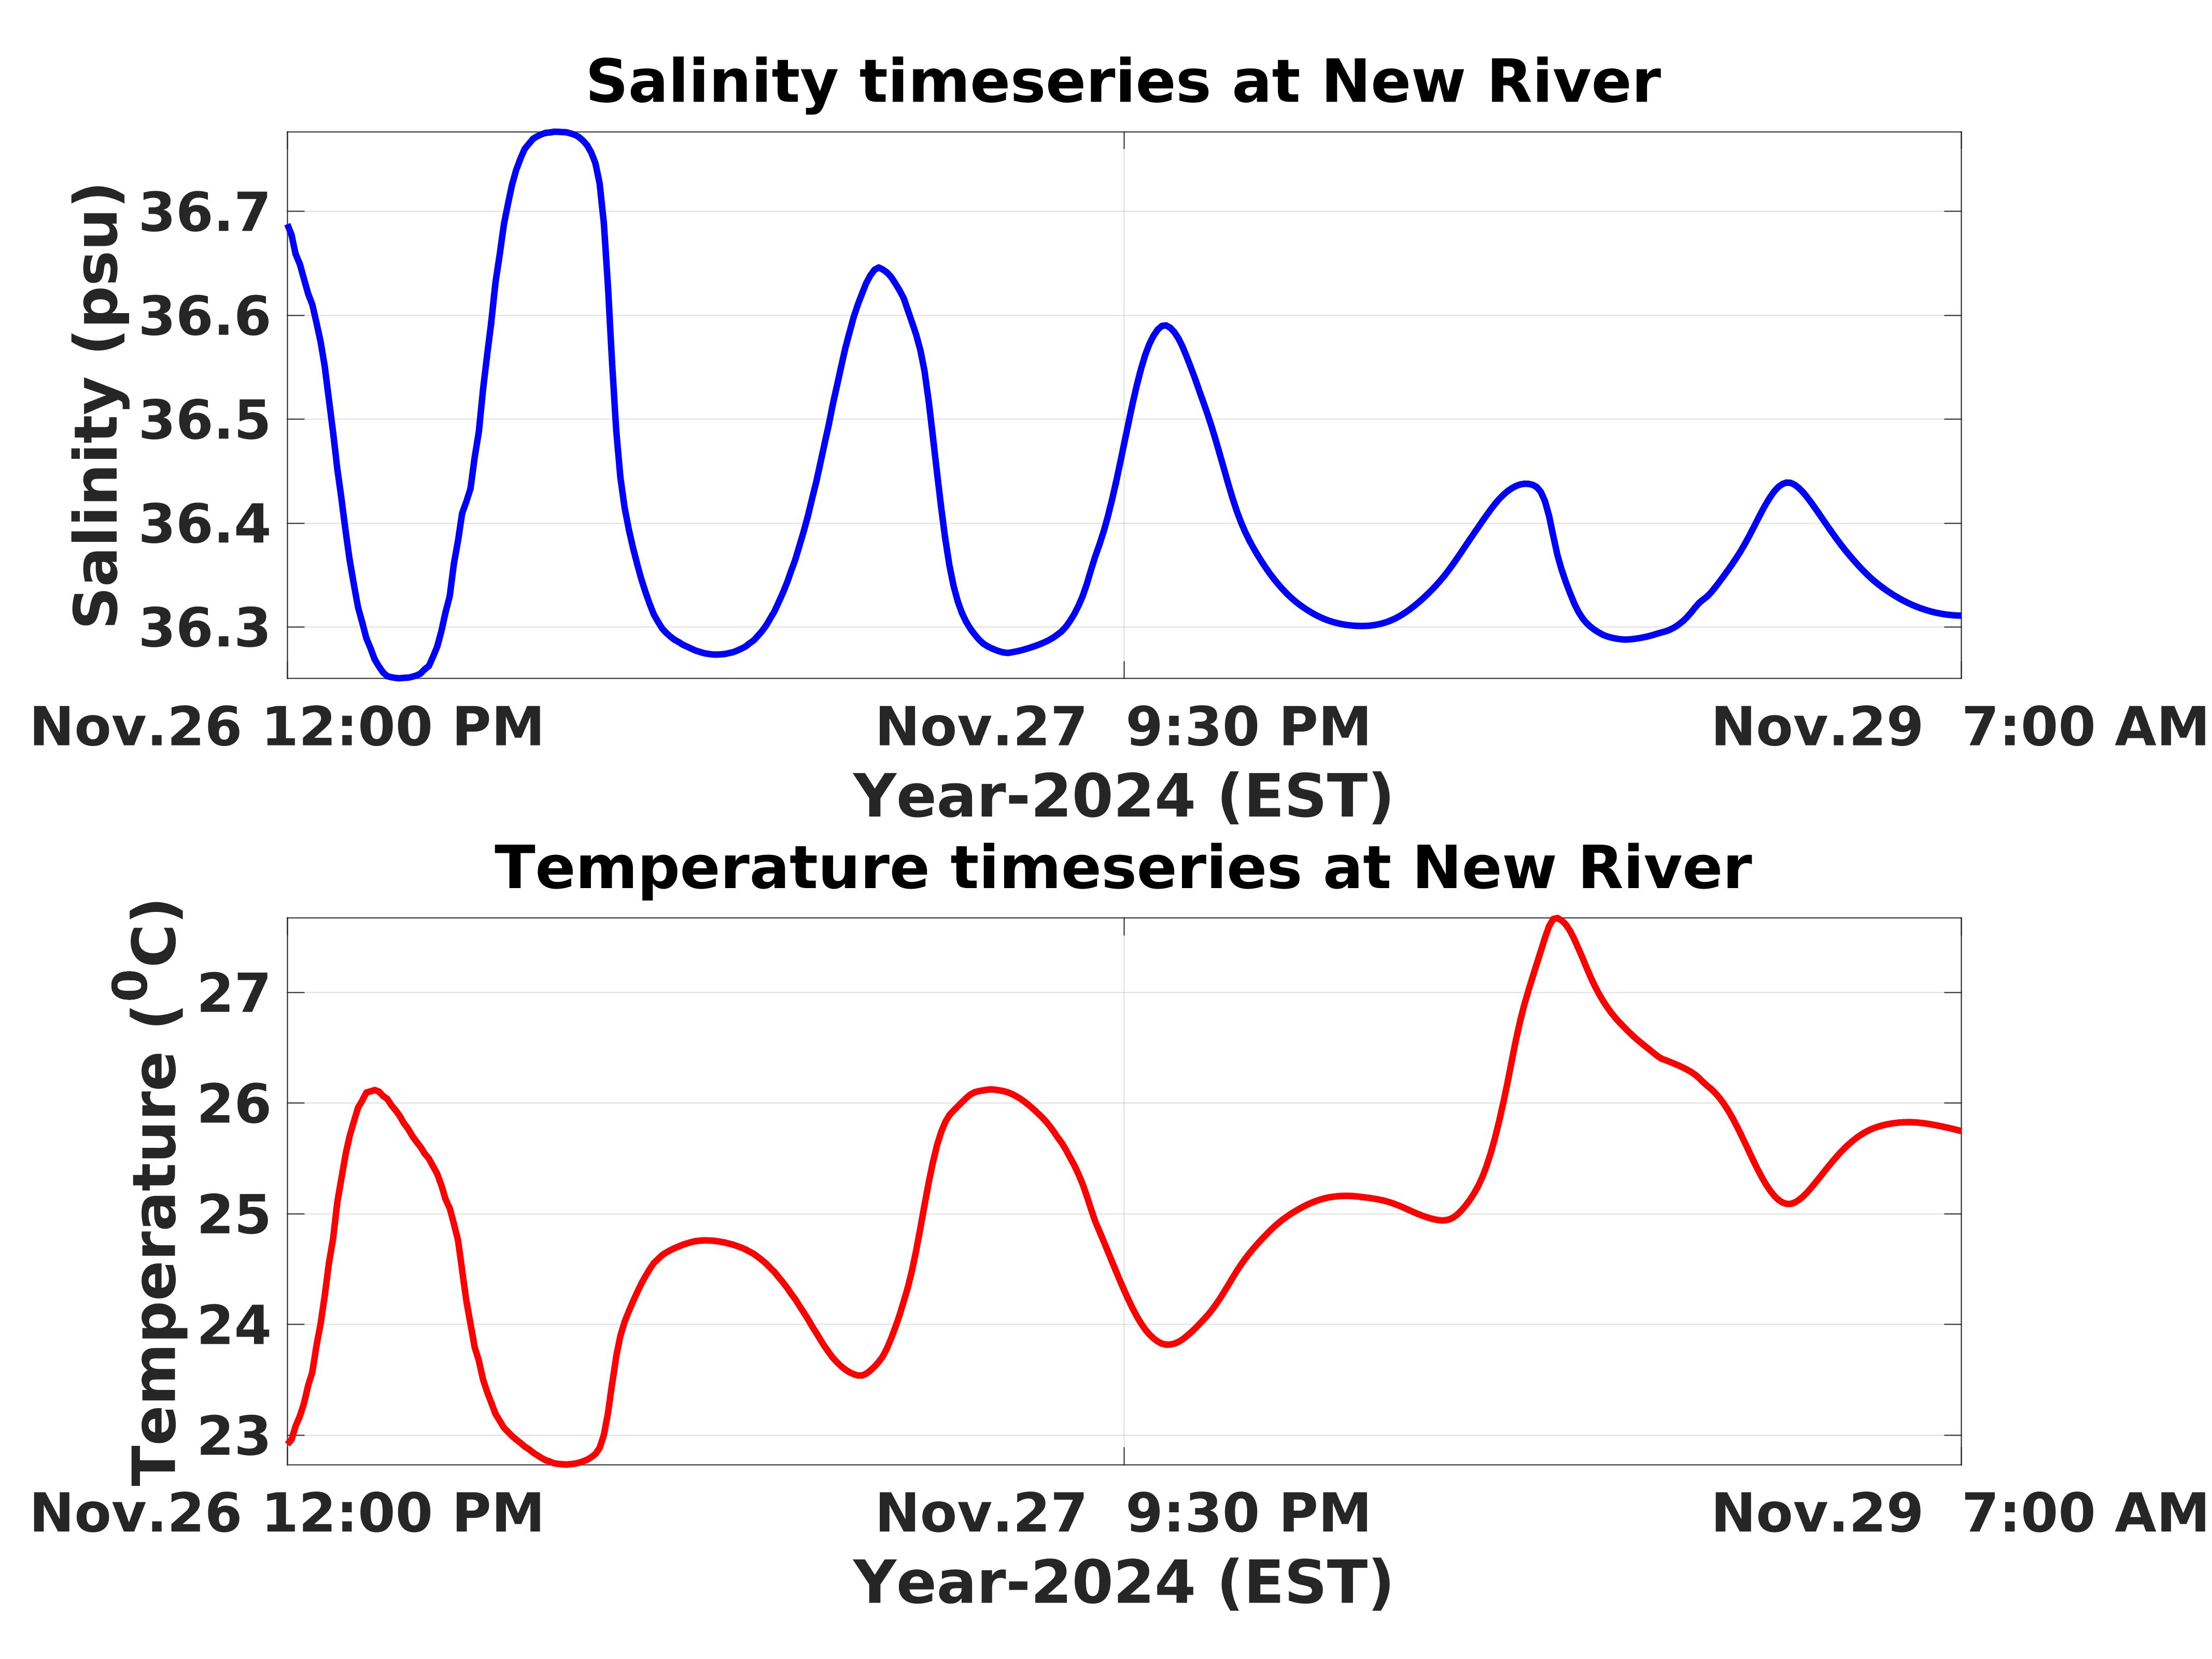 Salinity timeseries at New River
Salinity (psu)
36.7
36.6
36.5
36.4
36.3
Nov.26 12:00 PM Nov.27  9:30 PM Nov.29  7:00 AM
Year-2024 (EST)
Temperature timeseries at New River
Temperature (⁰C)
27
26
25
24
23
Nov.26 12:00 PM Nov.27  9:30 PM Nov.29  7:00 AM
Year-2024 (EST)